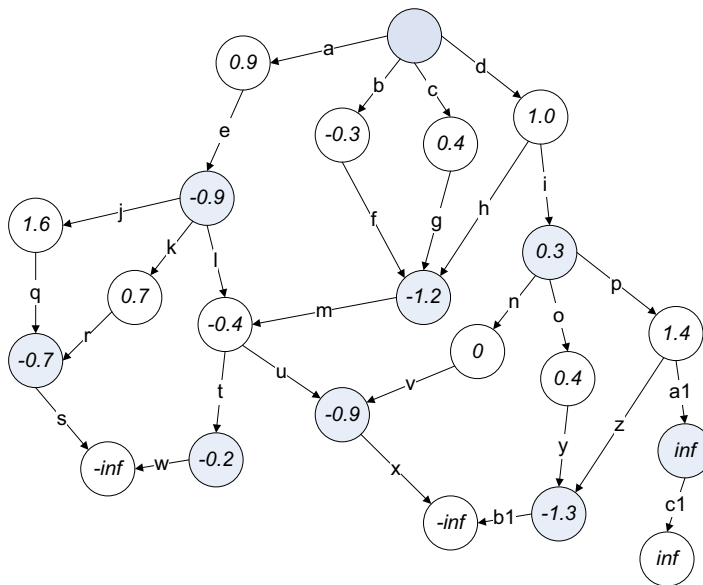 a
0.9
b
c
d
-0.3
0.4
1.0
e
-0.9
j
1.6
k
l
f
g
h
i
0.3
q
0.7
-0.4
m
-1.2
n
o
p
0
1.4
r
-0.7
t
u
v
0.4
a1
-0.9
s
z
y
-0.2
w
-inf
x
inf
-inf
b1
-1.3
c1
inf